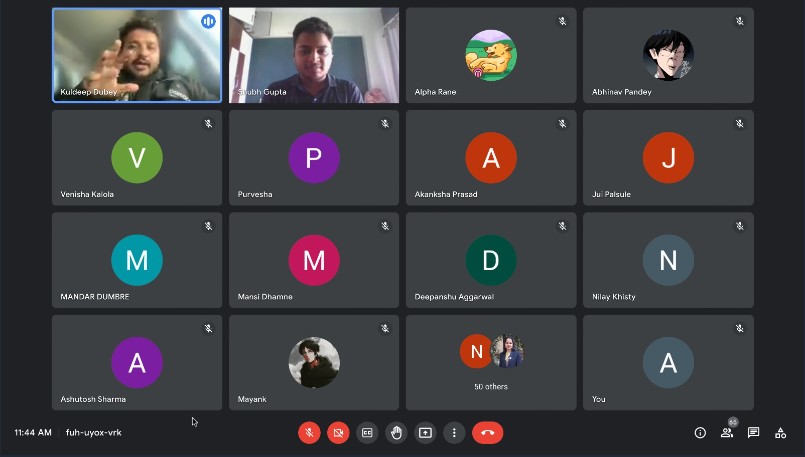 Kuldeep Dubey
Shubh Gupta
Alpha Rane
Abhinav Pandey
V
Venisha Kalola
P
Purvesha
A
Akanksha Prasad
J
Jui Palsule
M
MANDAR DUMBRE
M
Mansi Dhamne
D
Deepanshu Aggarwal
N
Nilay Khisty
A
Ashutosh Sharma
Mayank
N
50 others
A
You
11:44 AM
fuh-uyox-vrk